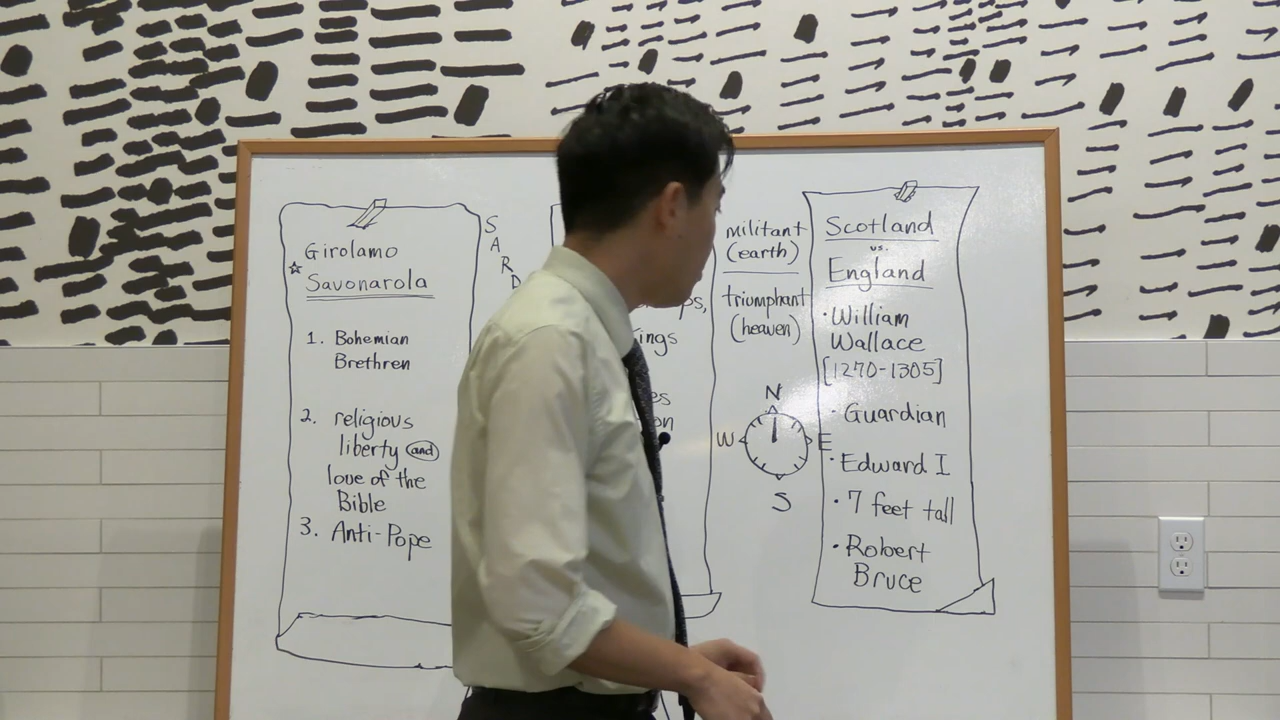 Girolamo
Savonarola
1. Bohemian
Brethren
2. religious
liberty and
love of the
Bible
3. Anti-Pope
S
A
R
D
militant
(earth)
triumphant
(heaven)
N
W
E
S
Scotland
vs.
England
· William
Wallace
[1270-1305]
· Guardian
· Edward I
· 7 feet tall
· Robert
Bruce